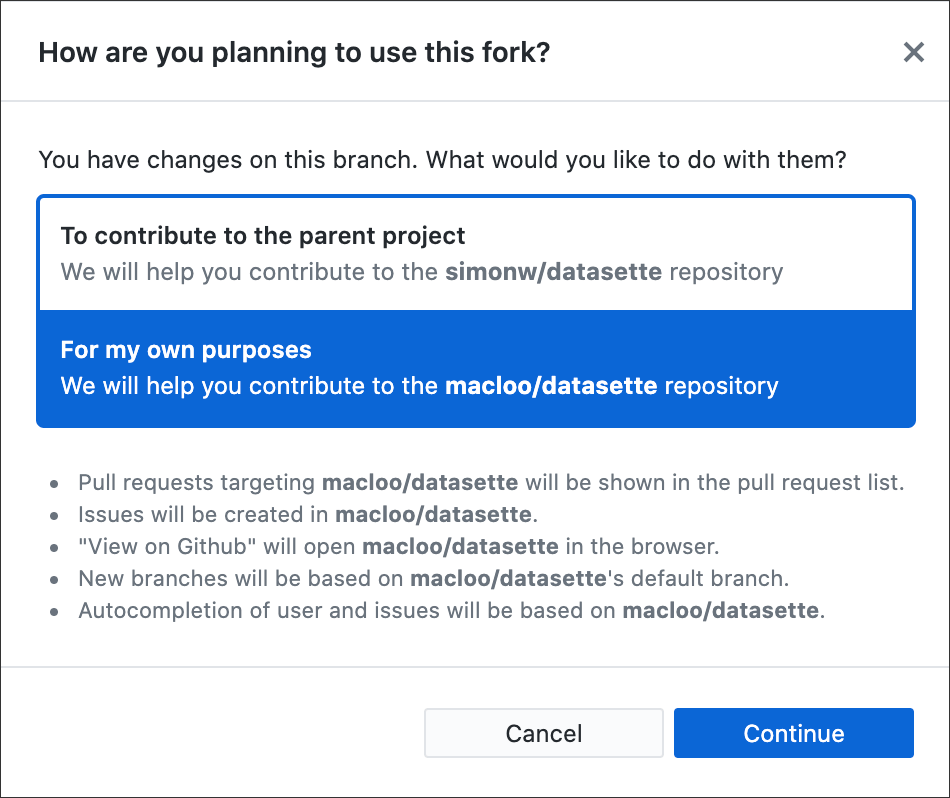 How are you planning to use this fork?
You have changes on this branch. What would you like to do with them?
To contribute to the parent project
We will help you contribute to the simonw/datasette repository
For my own purposes
We will help you contribute to the macloo/datasette repository
• Pull requests targeting macloo/datasette will be shown in the pull request list.
• Issues will be created in macloo/datasette.
• "View on Github" will open macloo/datasette in the browser.
• New branches will be based on macloo/datasette's default branch.
• Autocompletion of user and issues will be based on macloo/datasette.
Cancel
Continue